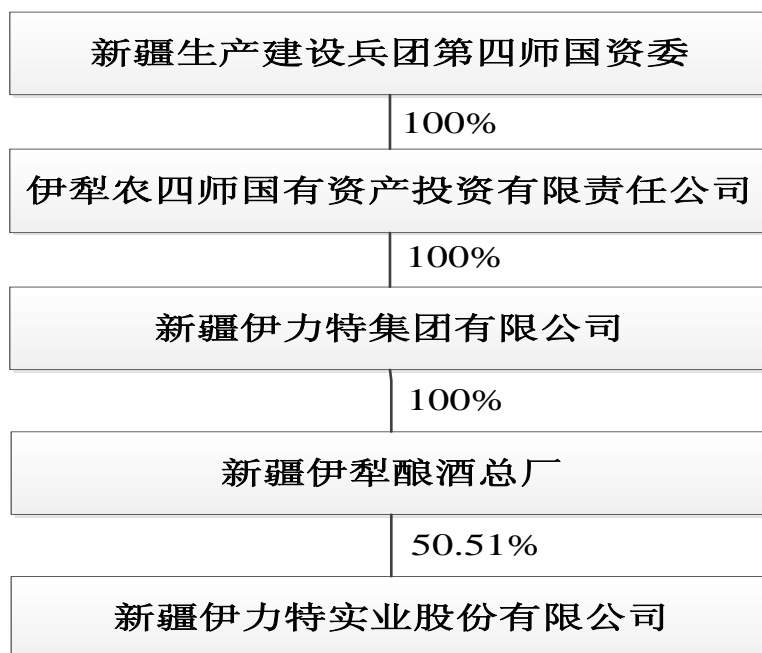 新疆生产建设兵团第四师国资委
100%
伊犁农四师国有资产投资有限责任公司
100%
新疆伊力特集团有限公司
100%
新疆伊犁酿酒总厂
50.51%
新疆伊力特实业股份有限公司